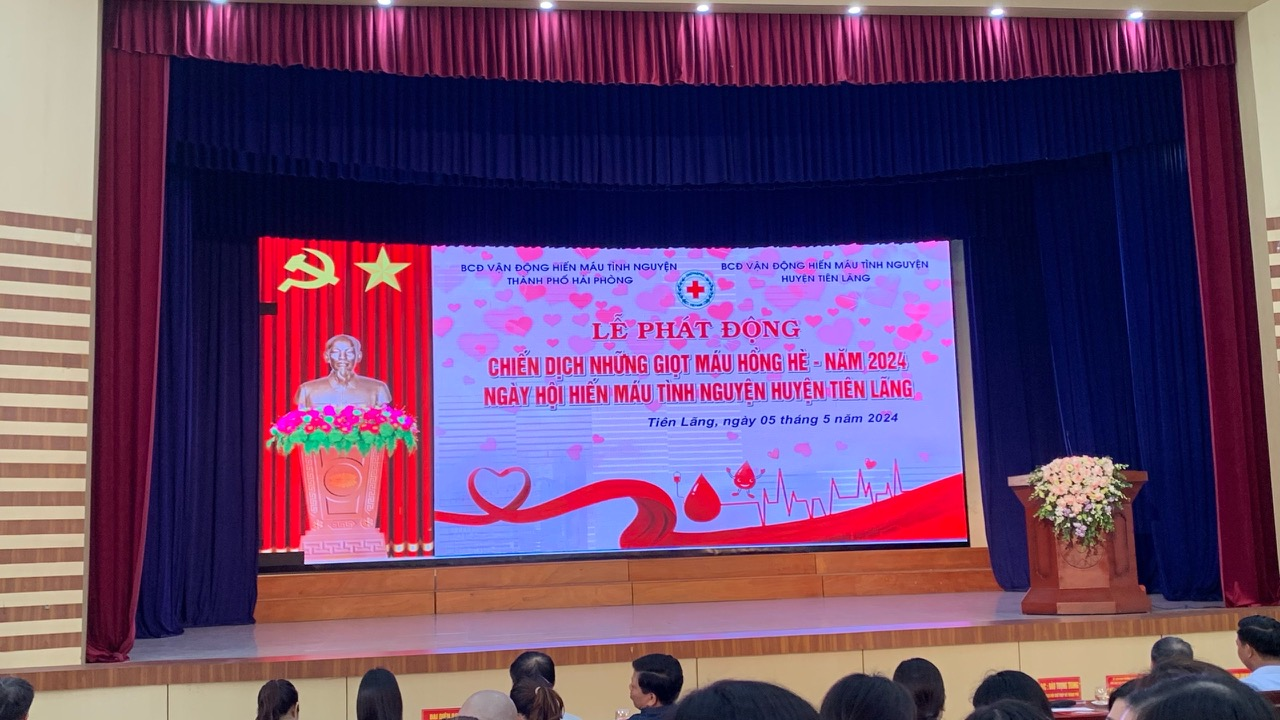 BCĐ VẬN ĐỘNG HIẾN MÁU TÌNH NGUYỆN
THÀNH PHỐ HẢI PHÒNG
BCĐ VẬN ĐỘNG HIẾN MÁU TÌNH NGUYỆN
HUYỆN TIÊN LÃNG
LỄ PHÁT ĐỘNG
CHIẾN DỊCH NHỮNG GIỌT MÁU HỒNG HÈ - NĂM 2024
NGÀY HỘI HIẾN MÁU TÌNH NGUYỆN HUYỆN TIÊN LÃNG
Tiên Lãng, ngày 05 tháng 5 năm 2024